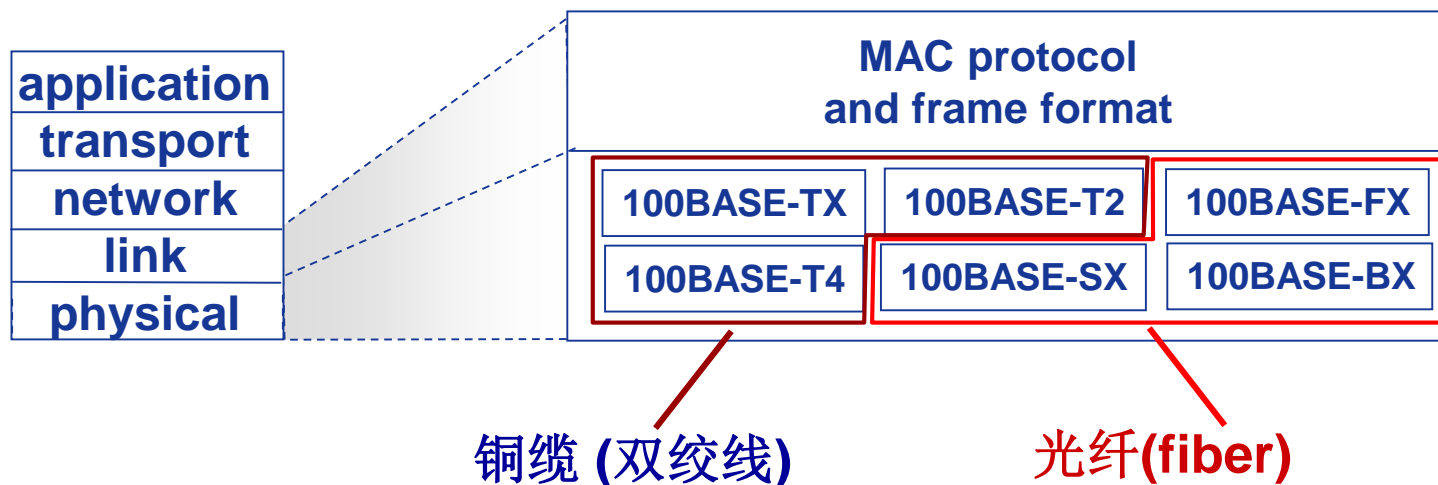 application
transport
network
link
physical
MAC protocol
and frame format
100BASE-TX
100BASE-T2
100BASE-FX
100BASE-T4
100BASE-SX
100BASE-BX
铜缆 (双绞线)
光纤(fiber)